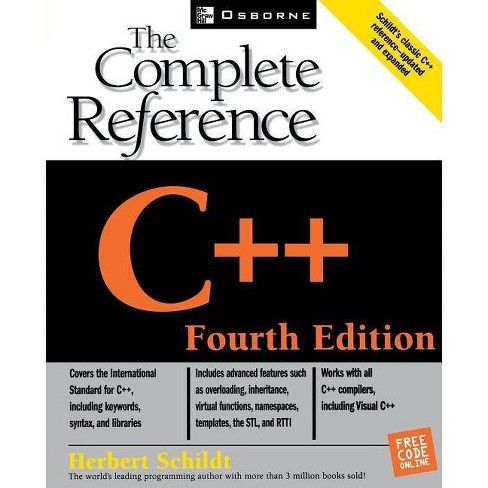 Mc Graw Hill OSBORNE
Schildt's classic C++
reference–updated
and expanded
The
Complete
Reference
C++
Fourth Edition
Covers the International
Standard for C++,
including keywords,
syntax, and libraries
Includes advanced features such
as overloading, inheritance,
virtual functions, namespaces,
templates, the STL, and RTTI
Works with all
C++ compilers,
including Visual C++
FREE
CODE
ONLINE
Herbert Schildt
The world's leading programming author with more than 3 million books sold!